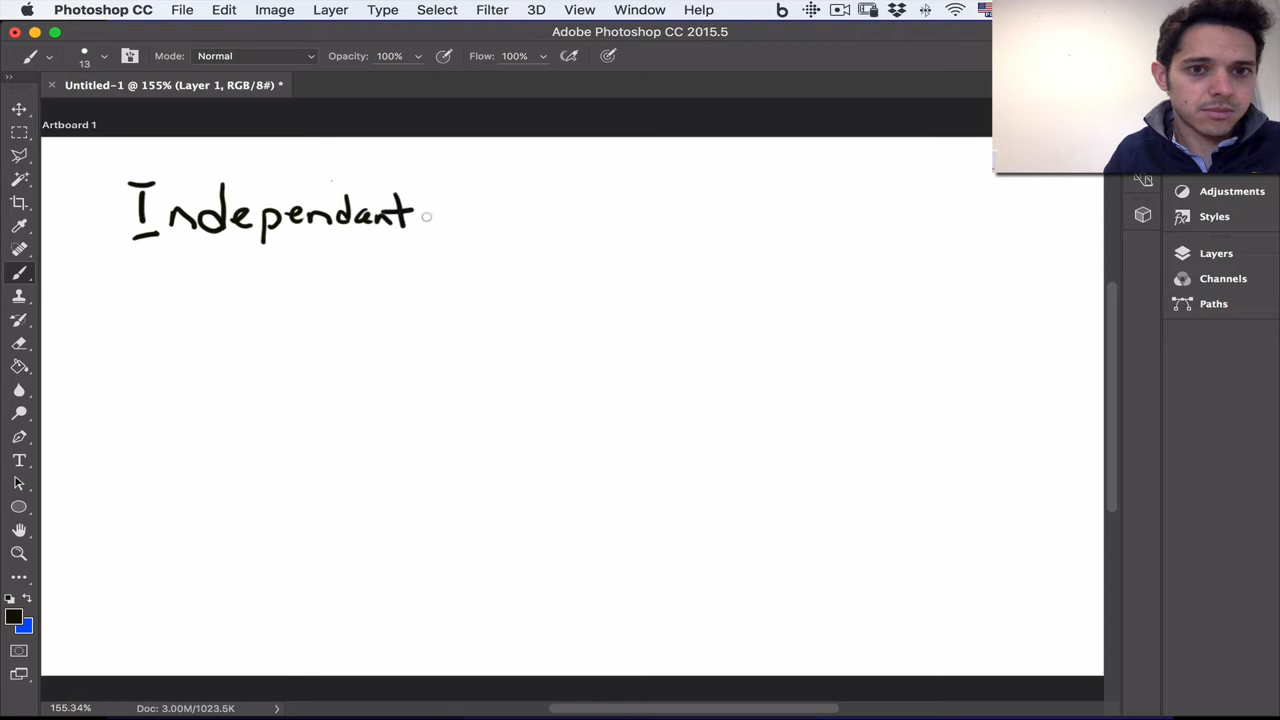 Photoshop CC File Edit Image Layer Type Select Filter 3D View Window Help
Adobe Photoshop CC 2015.5
13 Mode: Normal Opacity: 100% Flow: 100%
Untitled-1 @ 155% (Layer 1, RGB/8#) *
Artboard 1
Independant
Adjustments
Styles
Layers
Channels
Paths
155.34% Doc: 3.00M/1023.5K